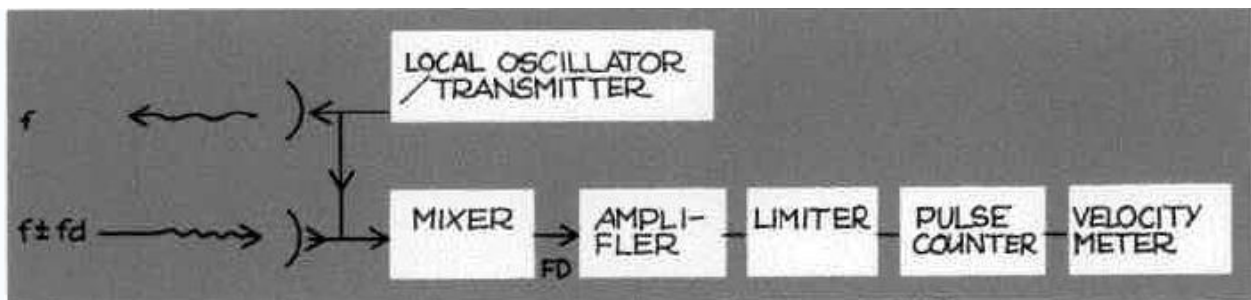 LOCAL OSCILLATOR
/TRANSMITTER
f
f ± fd
MIXER
FD
AMPLI-
FLER
LIMITER
PULSE
COUNTER
VELOCITY
METER